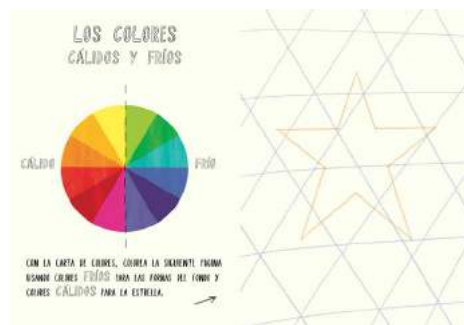 LOS COLORES
CÁLIDOS Y FRÍOS
CÁLIDO
FRÍO
CON LA CARTA DE COLORES, COLOREA LA SIGUIENTE PÁGINA
USANDO COLORES FRÍOS PARA LAS FORMAS DEL FONDO Y
COLORES CÁLIDOS PARA LA ESTRELLA.